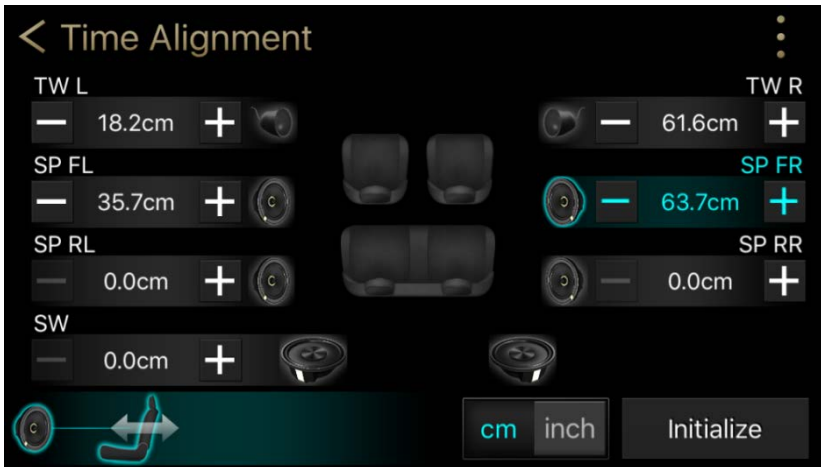 Time Alignment
TW L
TW R
18.2cm
61.6cm
SP FL
SP FR
35.7cm
63.7cm
SP RL
SP RR
0.0cm
0.0cm
SW
0.0cm
cm inch
Initialize